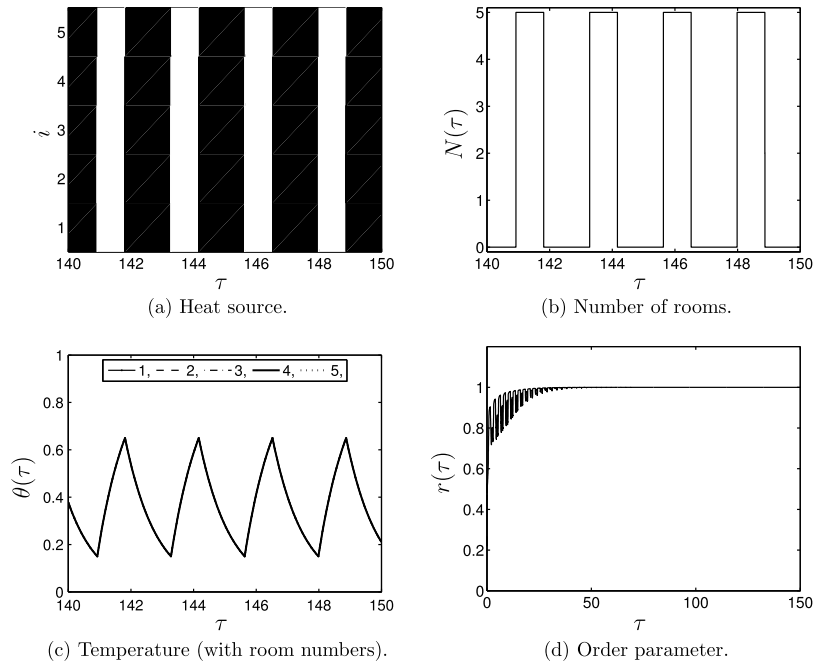 5
4
3
2
1
i
140 142 144 146 148 150
τ
(a) Heat source.
5
4
3
2
1
0
N(τ)
140 142 144 146 148 150
τ
(b) Number of rooms.
1
0.8
0.6
0.4
0.2
0
θ(τ)
1, 2, 3, 4, 5,
140 142 144 146 148 150
τ
(c) Temperature (with room numbers).
1
0.8
0.6
0.4
0.2
0
r(τ)
0 50 100 150
τ
(d) Order parameter.